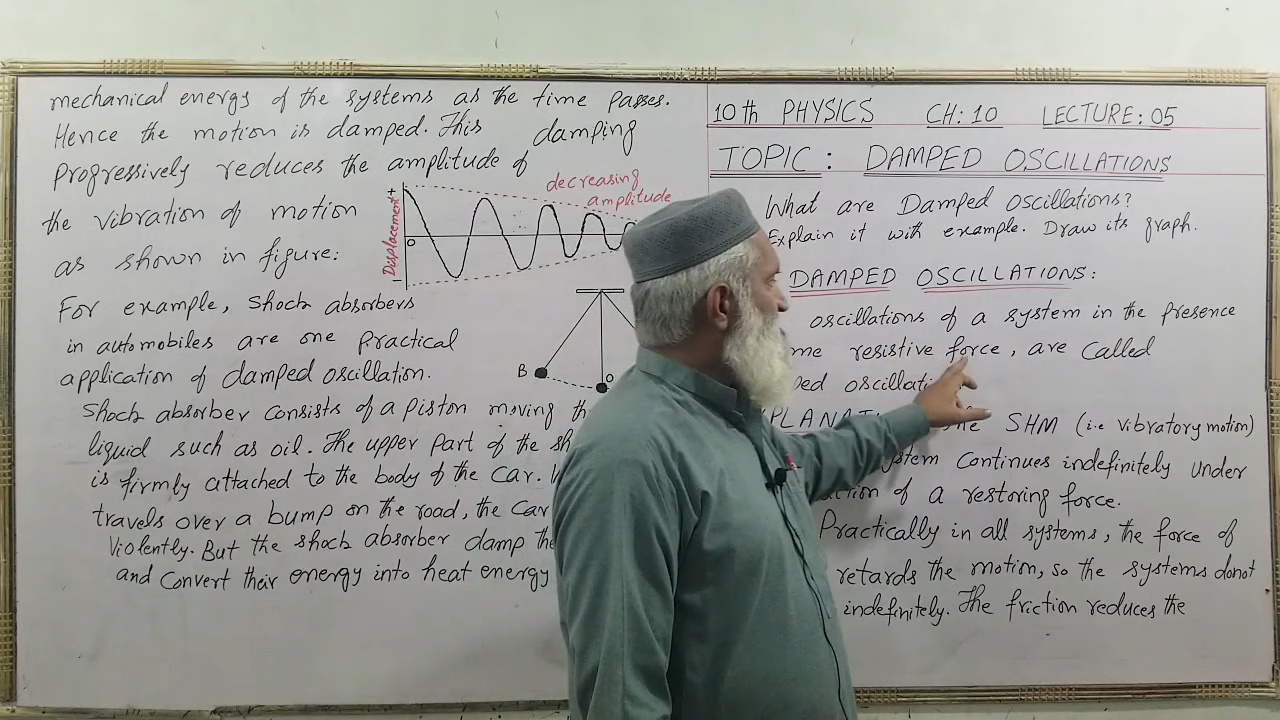 10th PHYSICS CH: 10 LECTURE: 05
TOPIC: DAMPED OSCILLATIONS
What are Damped Oscillations?
Explain it with example. Draw its graph.
DAMPED OSCILLATIONS:
oscillations of a system in the presence
resistive force, are called
SHM (i.e vibratory motion)
continues indefinitely under
of a restoring force.
Practically in all systems, the force of
retards the motion, so the systems donot
indefinitely. The friction reduces the
mechanical energy of the systems as the time passes.
Hence the motion is damped. This damping
progressively reduces the amplitude of
the vibration of motion
as shown in figure:
Displacement
+
-
O
decreasing
amplitude
B
O
For example, Shock absorbers
in automobiles are one practical
application of damped oscillation.
Shock absorber consists of a piston moving
liquid such as oil. The upper part of the
is firmly attached to the body of the car.
travels over a bump on the road, the car
violently. But the shock absorber damp
and convert their energy into heat energy